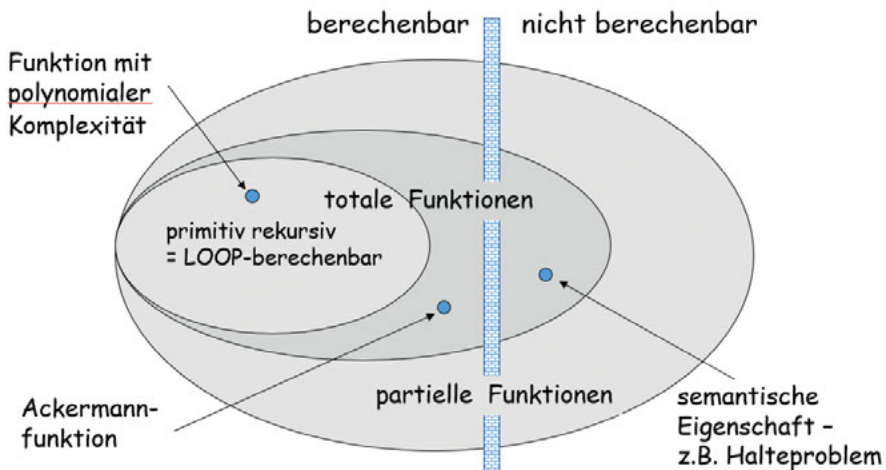 berechenbar nicht berechenbar
Funktion mit
polynomialer
Komplexität
totale Funktionen
primitiv rekursiv
= LOOP-berechenbar
partielle Funktionen
Ackermann-
funktion
semantische
Eigenschaft –
z.B. Halteproblem